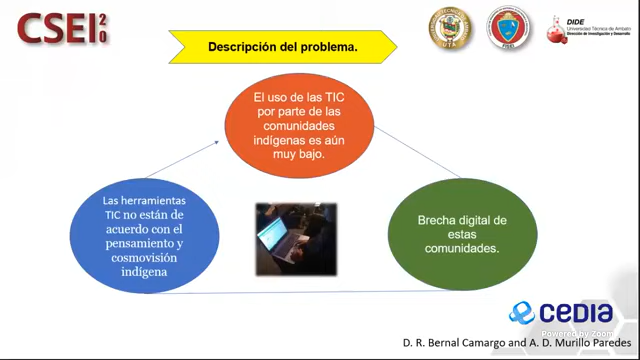 CSEI 20
Descripción del problema.
UTA
FISEI
DIDE
Universidad Técnica de Ambato
Dirección de Investigación y Desarrollo
El uso de las TIC
por parte de las
comunidades
indígenas es aún
muy bajo.
Las herramientas
TIC no están de
acuerdo con el
pensamiento y
cosmovisión
indígena
Brecha digital de
estas
comunidades.
CEDIA
Powered by Zoom
D. R. Bernal Camargo and A. D. Murillo Paredes